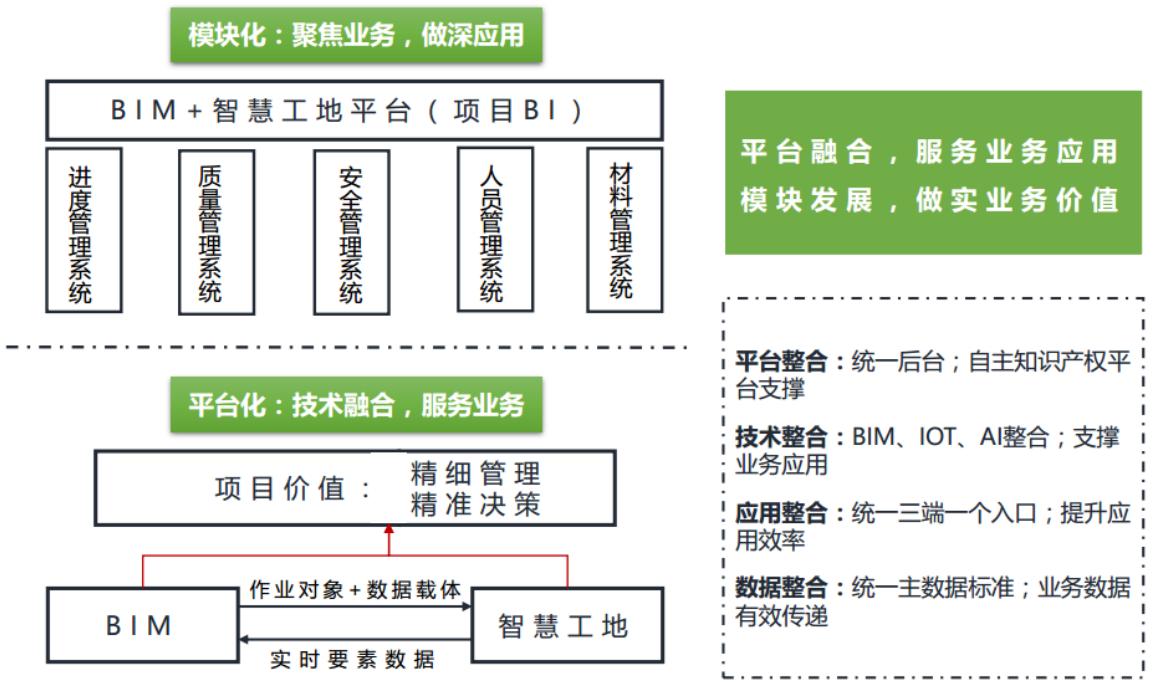 模块化：聚焦业务，做深应用
BIM+智慧工地平台（项目BI）
进度管理系统
质量管理系统
安全管理系统
人员管理系统
材料管理系统
平台化：技术融合，服务业务
项目价值：
精细管理
精准决策
作业对象+数据载体
BIM
智慧工地
实时要素数据
平台融合，服务业务应用
模块发展，做实业务价值
平台整合：统一后台；自主知识产权平
台支撑
技术整合：BIM、IOT、AI整合；支撑
业务应用
应用整合：统一三端一个入口；提升应
用效率
数据整合：统一主数据标准；业务数据
有效传递